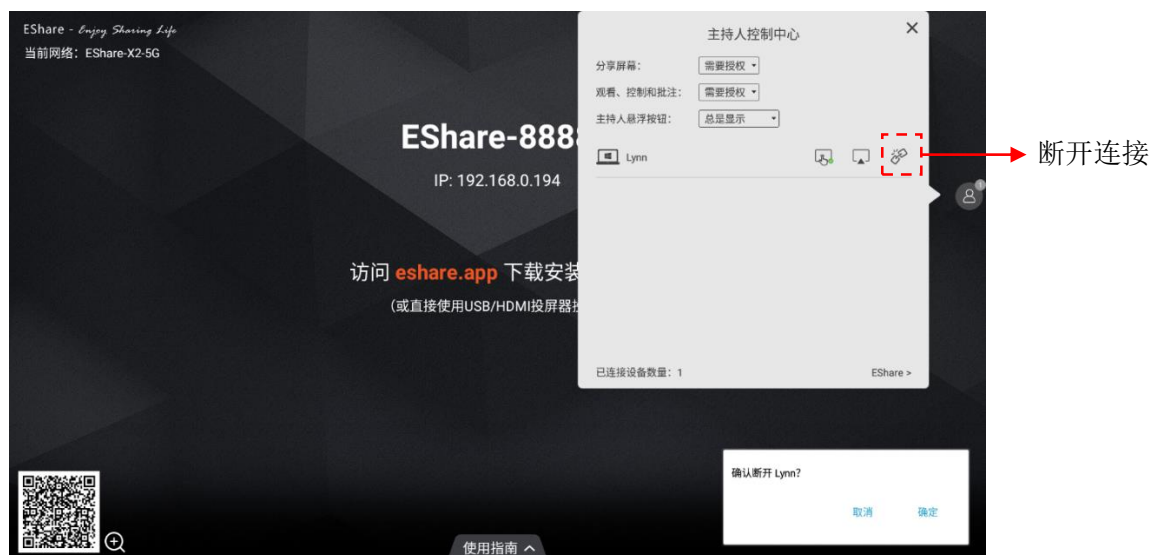 EShare - Enjoy Sharing Life
当前网络：EShare-X2-5G
EShare-888
IP: 192.168.0.194
访问 eshare.app 下载安装
（或直接使用USB/HDMI投屏器
使用指南
主持人控制中心
分享屏幕：
需要授权
观看、控制和批注：
需要授权
主持人悬浮按钮：
总是显示
Lynn
断开连接
1
已连接设备数量：1
EShare >
确认断开 Lynn?
取消
确定